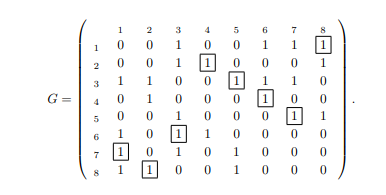 1 2 3 4 5 6 7 8
1 0 0 1 0 0 1 1 1
2 0 0 1 1 0 0 0 1
3 1 1 0 0 1 1 1 0
G = 4 0 1 0 0 0 1 0 0 .
5 0 0 1 0 0 0 1 1
6 1 0 1 1 0 0 0 0
7 1 0 1 0 1 0 0 0
8 1 1 0 0 1 0 0 0